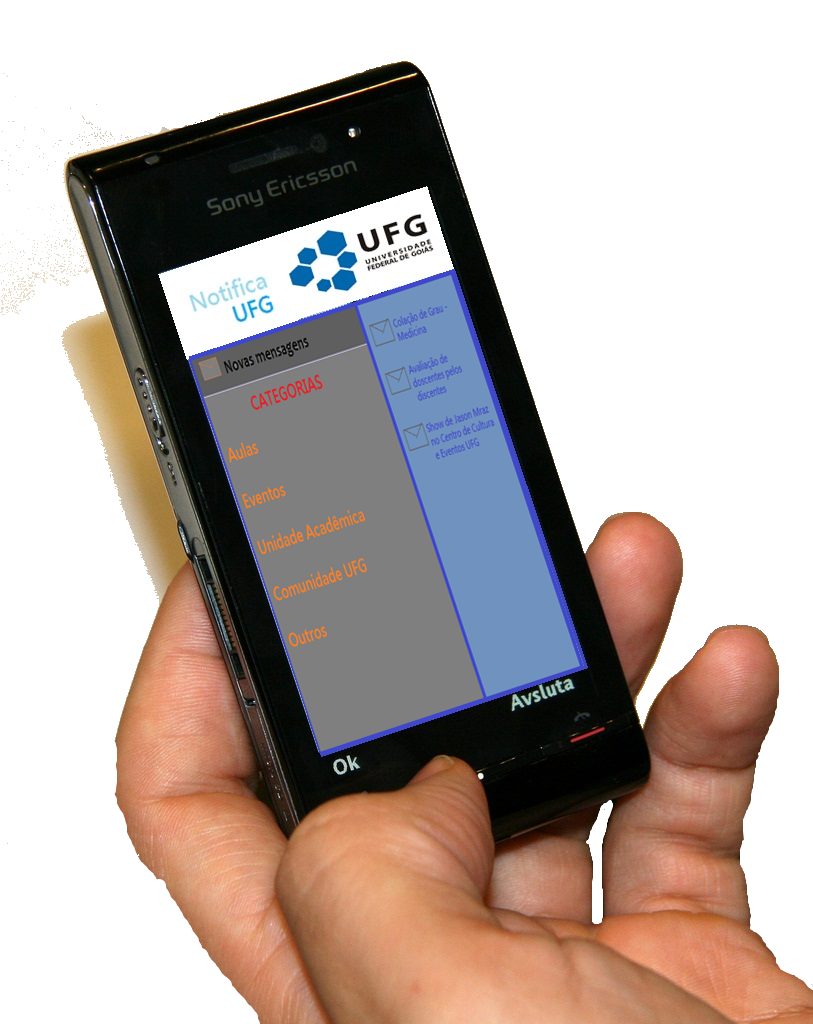 Sony Ericsson
Notifica
UFG
UFG
UNIVERSIDADE
FEDERAL DE GOIÁS
Novas mensagens
CATEGORIAS
Aulas
Eventos
Unidade Acadêmica
Comunidade UFG
Outros
Colação de Grau -
Medicina
Avaliação de
doscentes pelos
discentes
Show de Jason Mraz
no Centro de Cultura
e Eventos UFG
Ok
Avsluta